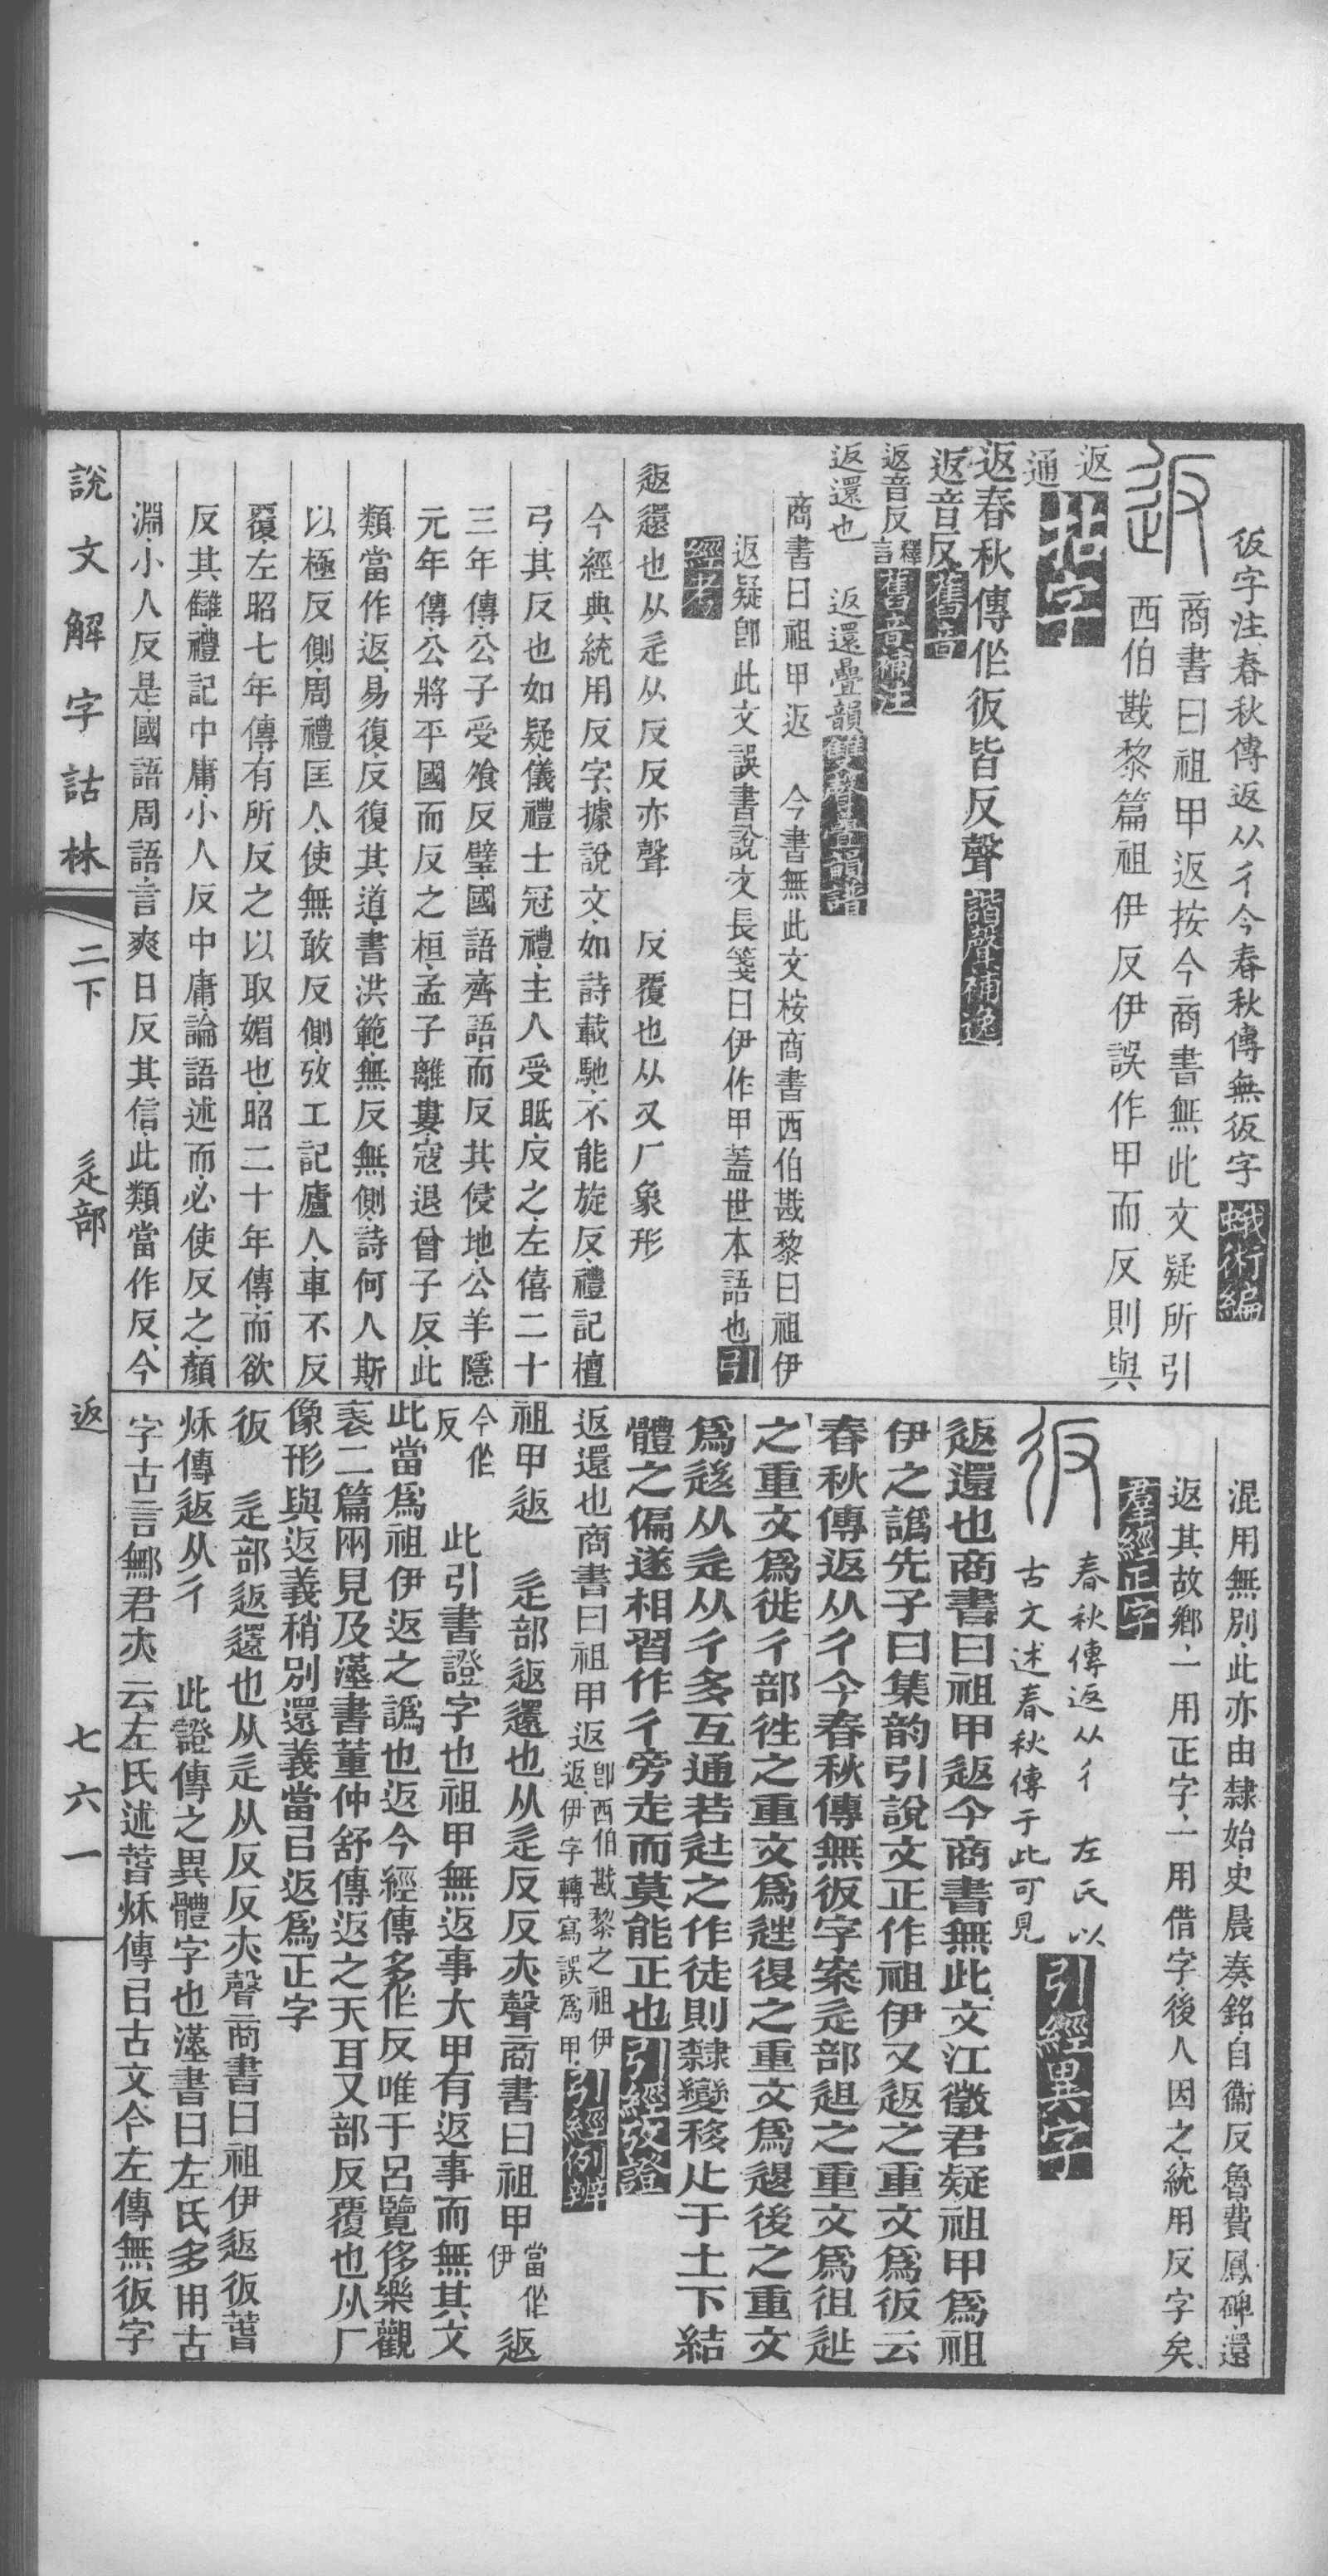 彶字注春秋傳返从彳今春秋傳無彶字 蛾術編
商書曰祖甲返按今商書無此文疑所引
西伯戡黎篇祖伊反伊誤作甲而反則與
返
通 班字
返春秋傳作彶皆反聲 諧聲補逸
返音反 舊音
返音反釋言 舊音補注
返還也 返還疊韻 雙聲疊韻譜
商書曰祖甲返 今書無此文桉商書西伯戡黎曰祖伊
返疑卽此文誤書說文長箋曰伊作甲蓋世本語也 引
經考
返還也从辵从反反亦聲 反覆也从又厂象形
今經典統用反字據說文如詩載馳不能旋反禮記檀
弓其反也如疑儀禮士冠禮主人受眂反之左僖二十
三年傳公子受飧反璧國語齊語而反其侵地公羊隱
元年傳公將平國而反之桓孟子離婁寇退曾子反此
類當作返易復反復其道書洪範無反無側詩何人斯
以極反側周禮匡人使無敢反側攷工記廬人車不反
覆左昭七年傳有所反之以取媚也昭二十年傳而欲
反其讎禮記中庸小人反中庸論語述而必使反之顏
淵小人反是國語周語言爽日反其信此類當作反今
混用無別此亦由隸始史晨奏銘自衞反魯費鳳碑還
返其故鄉一用正字一用借字後人因之統用反字矣
羣經正字
春秋傳返从彳 左氏以
古文述春秋傳于此可見 引經異字
返還也商書曰祖甲返今商書無此文江徵君疑祖甲爲祖
伊之譌先子曰集韵引說文正作祖伊又返之重文爲彶云
春秋傳返从彳今春秋傳無彶字案辵部䢐之重文爲徂䢌
之重文爲徙彳部徃之重文爲𨓹復之重文爲𨓤後之重文
爲𨒥从辵从彳多互通若𨑒之作徒則隸變移止于土下結
體之偏遂相習作彳旁走而莫能正也 引經攷證
返還也商書曰祖甲返卽西伯戡黎之祖伊返伊字轉寫誤爲甲 引經例辨
祖甲返 辵部返還也从辵反反亦聲商書曰祖甲當作伊返
今作反 此引書證字也祖甲無返事大甲有返事而無其文
此當爲祖伊返之譌也返今經傳多作反唯于呂覽侈樂觀
表二篇兩見及漢書董仲舒傳返之天耳又部反覆也从厂
像形與返義稍別還義當㠯返爲正字
彶 辵部返還也从辵从反反亦聲商書曰祖伊返彶萅
秌傳返从彳 此證傳之異體字也漢書曰左氏多用古
字古言鄦君亦云左氏述萅秌傳㠯古文今左傳無彶字
說文解字詁林 二下 辵部 返 七六一